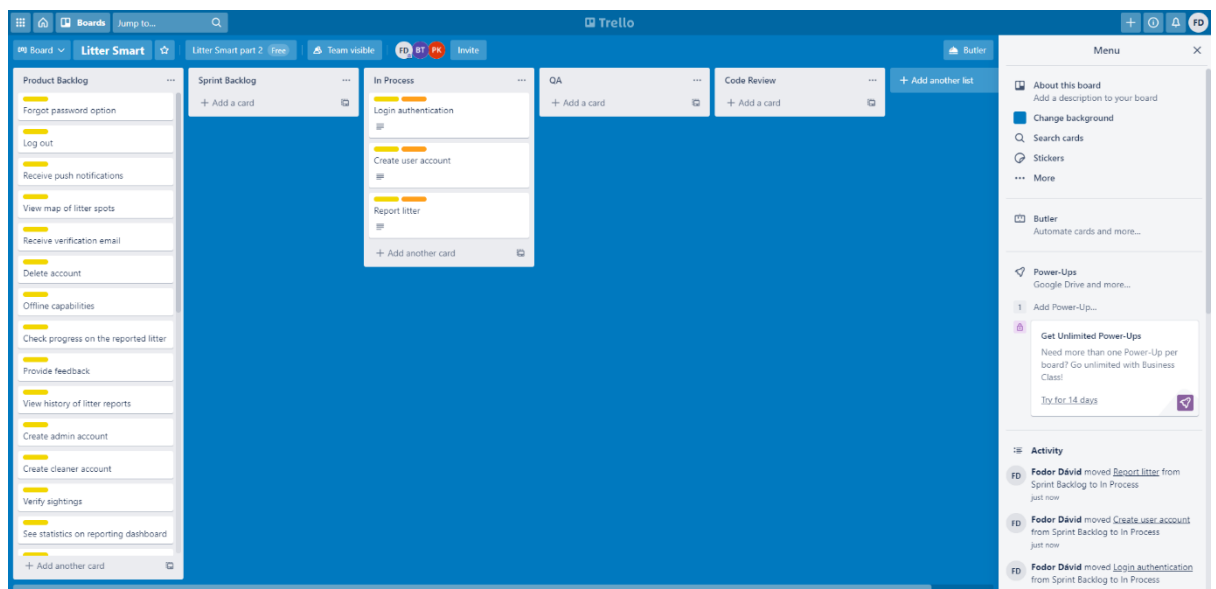 Boards
Jump to...
Trello
FD
Board
Litter Smart
Litter Smart part 2 Free
Team visible
FD BT PK
Invite
Butler
Product Backlog
Forgot password option
Log out
Receive push notifications
View map of litter spots
Receive verification email
Delete account
Offline capabilities
Check progress on the reported litter
Provide feedback
View history of litter reports
Create admin account
Create cleaner account
Verify sightings
See statistics on reporting dashboard
+ Add another card
Sprint Backlog
+ Add a card
In Process
Login authentication
Create user account
Report litter
+ Add another card
QA
+ Add a card
Code Review
+ Add a card
+ Add another list
Menu
About this board
Add a description to your board
Change background
Search cards
Stickers
More
Butler
Automate cards and more...
Power-Ups
Google Drive and more...
1 Add Power-Up...
Get Unlimited Power-Ups
Need more than one Power-Up per
board? Go unlimited with Business
Class!
Try for 14 days
Activity
FD Fodor Dávid moved Report litter from
Sprint Backlog to In Process
just now
FD Fodor Dávid moved Create user account
from Sprint Backlog to In Process
just now
FD Fodor Dávid moved Login authentication
from Sprint Backlog to In Process